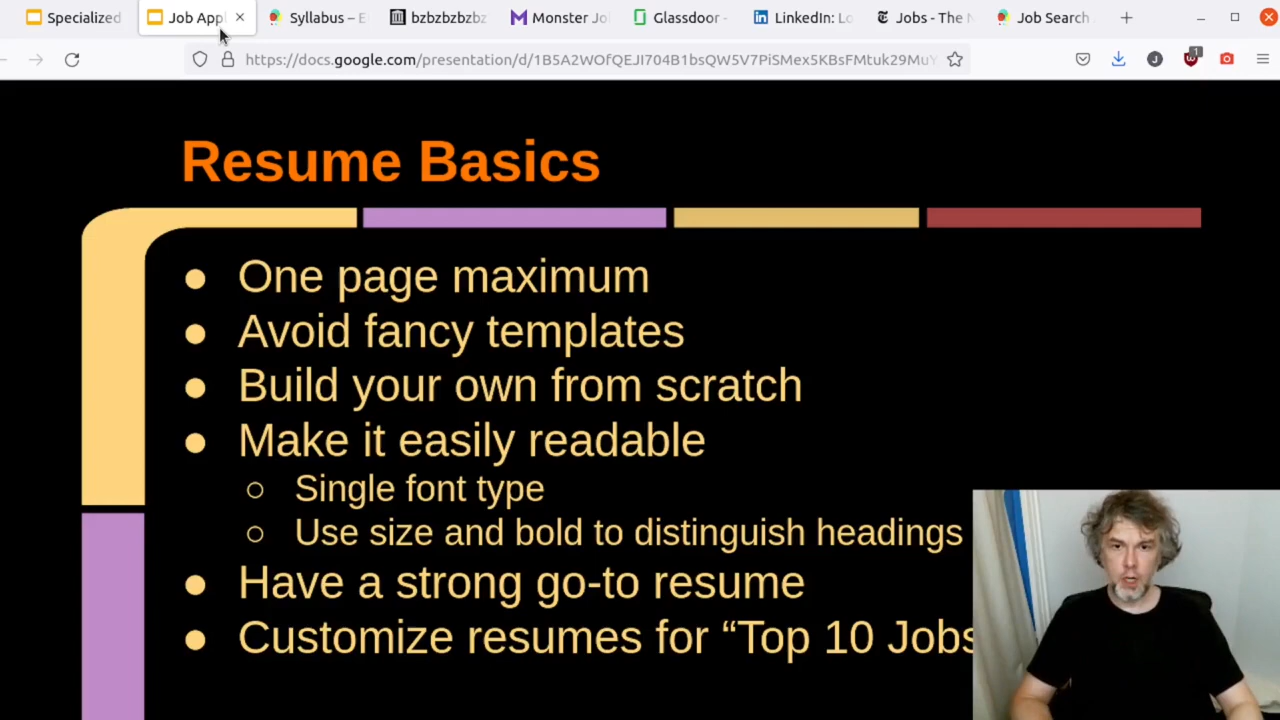 Specialized
Job Appl
Syllabus – E
bzbzbzbzbz
Monster Jo
Glassdoor -
LinkedIn: Lo
Jobs - The N
Job Search
https://docs.google.com/presentation/d/1B5A2WOfQEJI704B1bsQW5V7PiSMex5KBsFMtuk29MuY
J
1
Resume Basics
● One page maximum
● Avoid fancy templates
● Build your own from scratch
● Make it easily readable
○ Single font type
○ Use size and bold to distinguish headings
● Have a strong go-to resume
● Customize resumes for “Top 10 Jobs